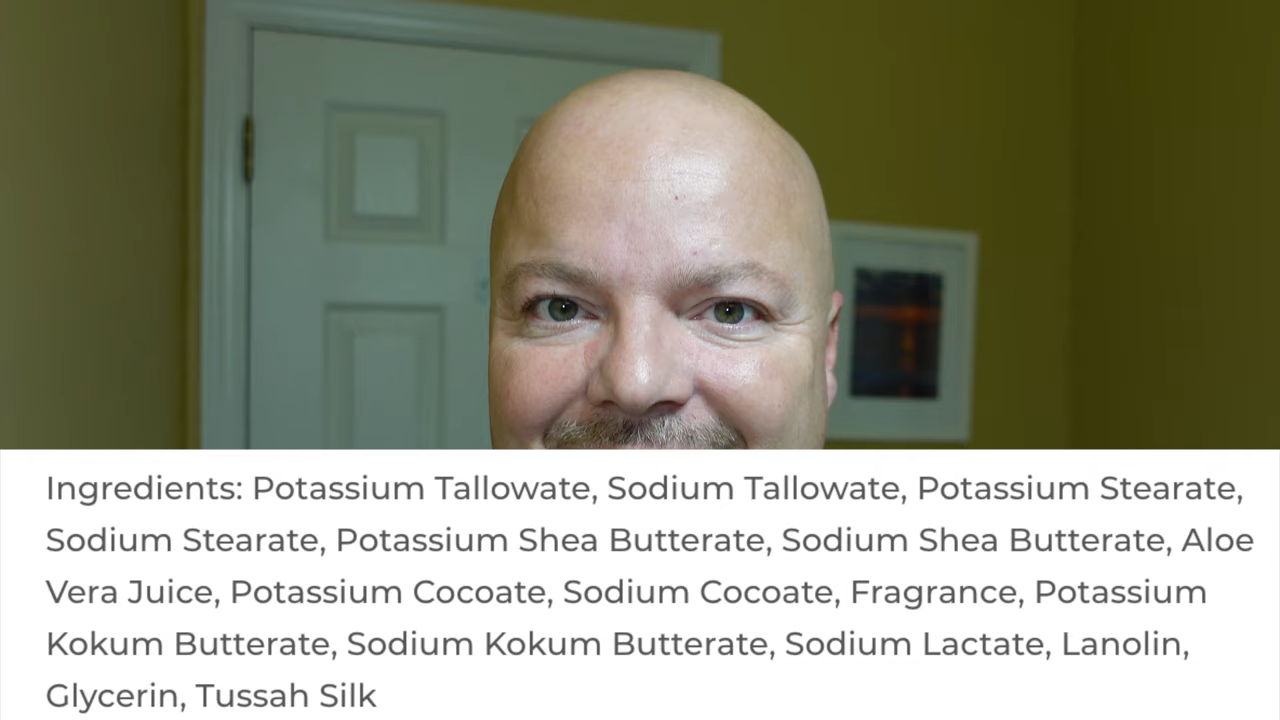 Ingredients: Potassium Tallowate, Sodium Tallowate, Potassium Stearate,
Sodium Stearate, Potassium Shea Butterate, Sodium Shea Butterate, Aloe
Vera Juice, Potassium Cocoate, Sodium Cocoate, Fragrance, Potassium
Kokum Butterate, Sodium Kokum Butterate, Sodium Lactate, Lanolin,
Glycerin, Tussah Silk